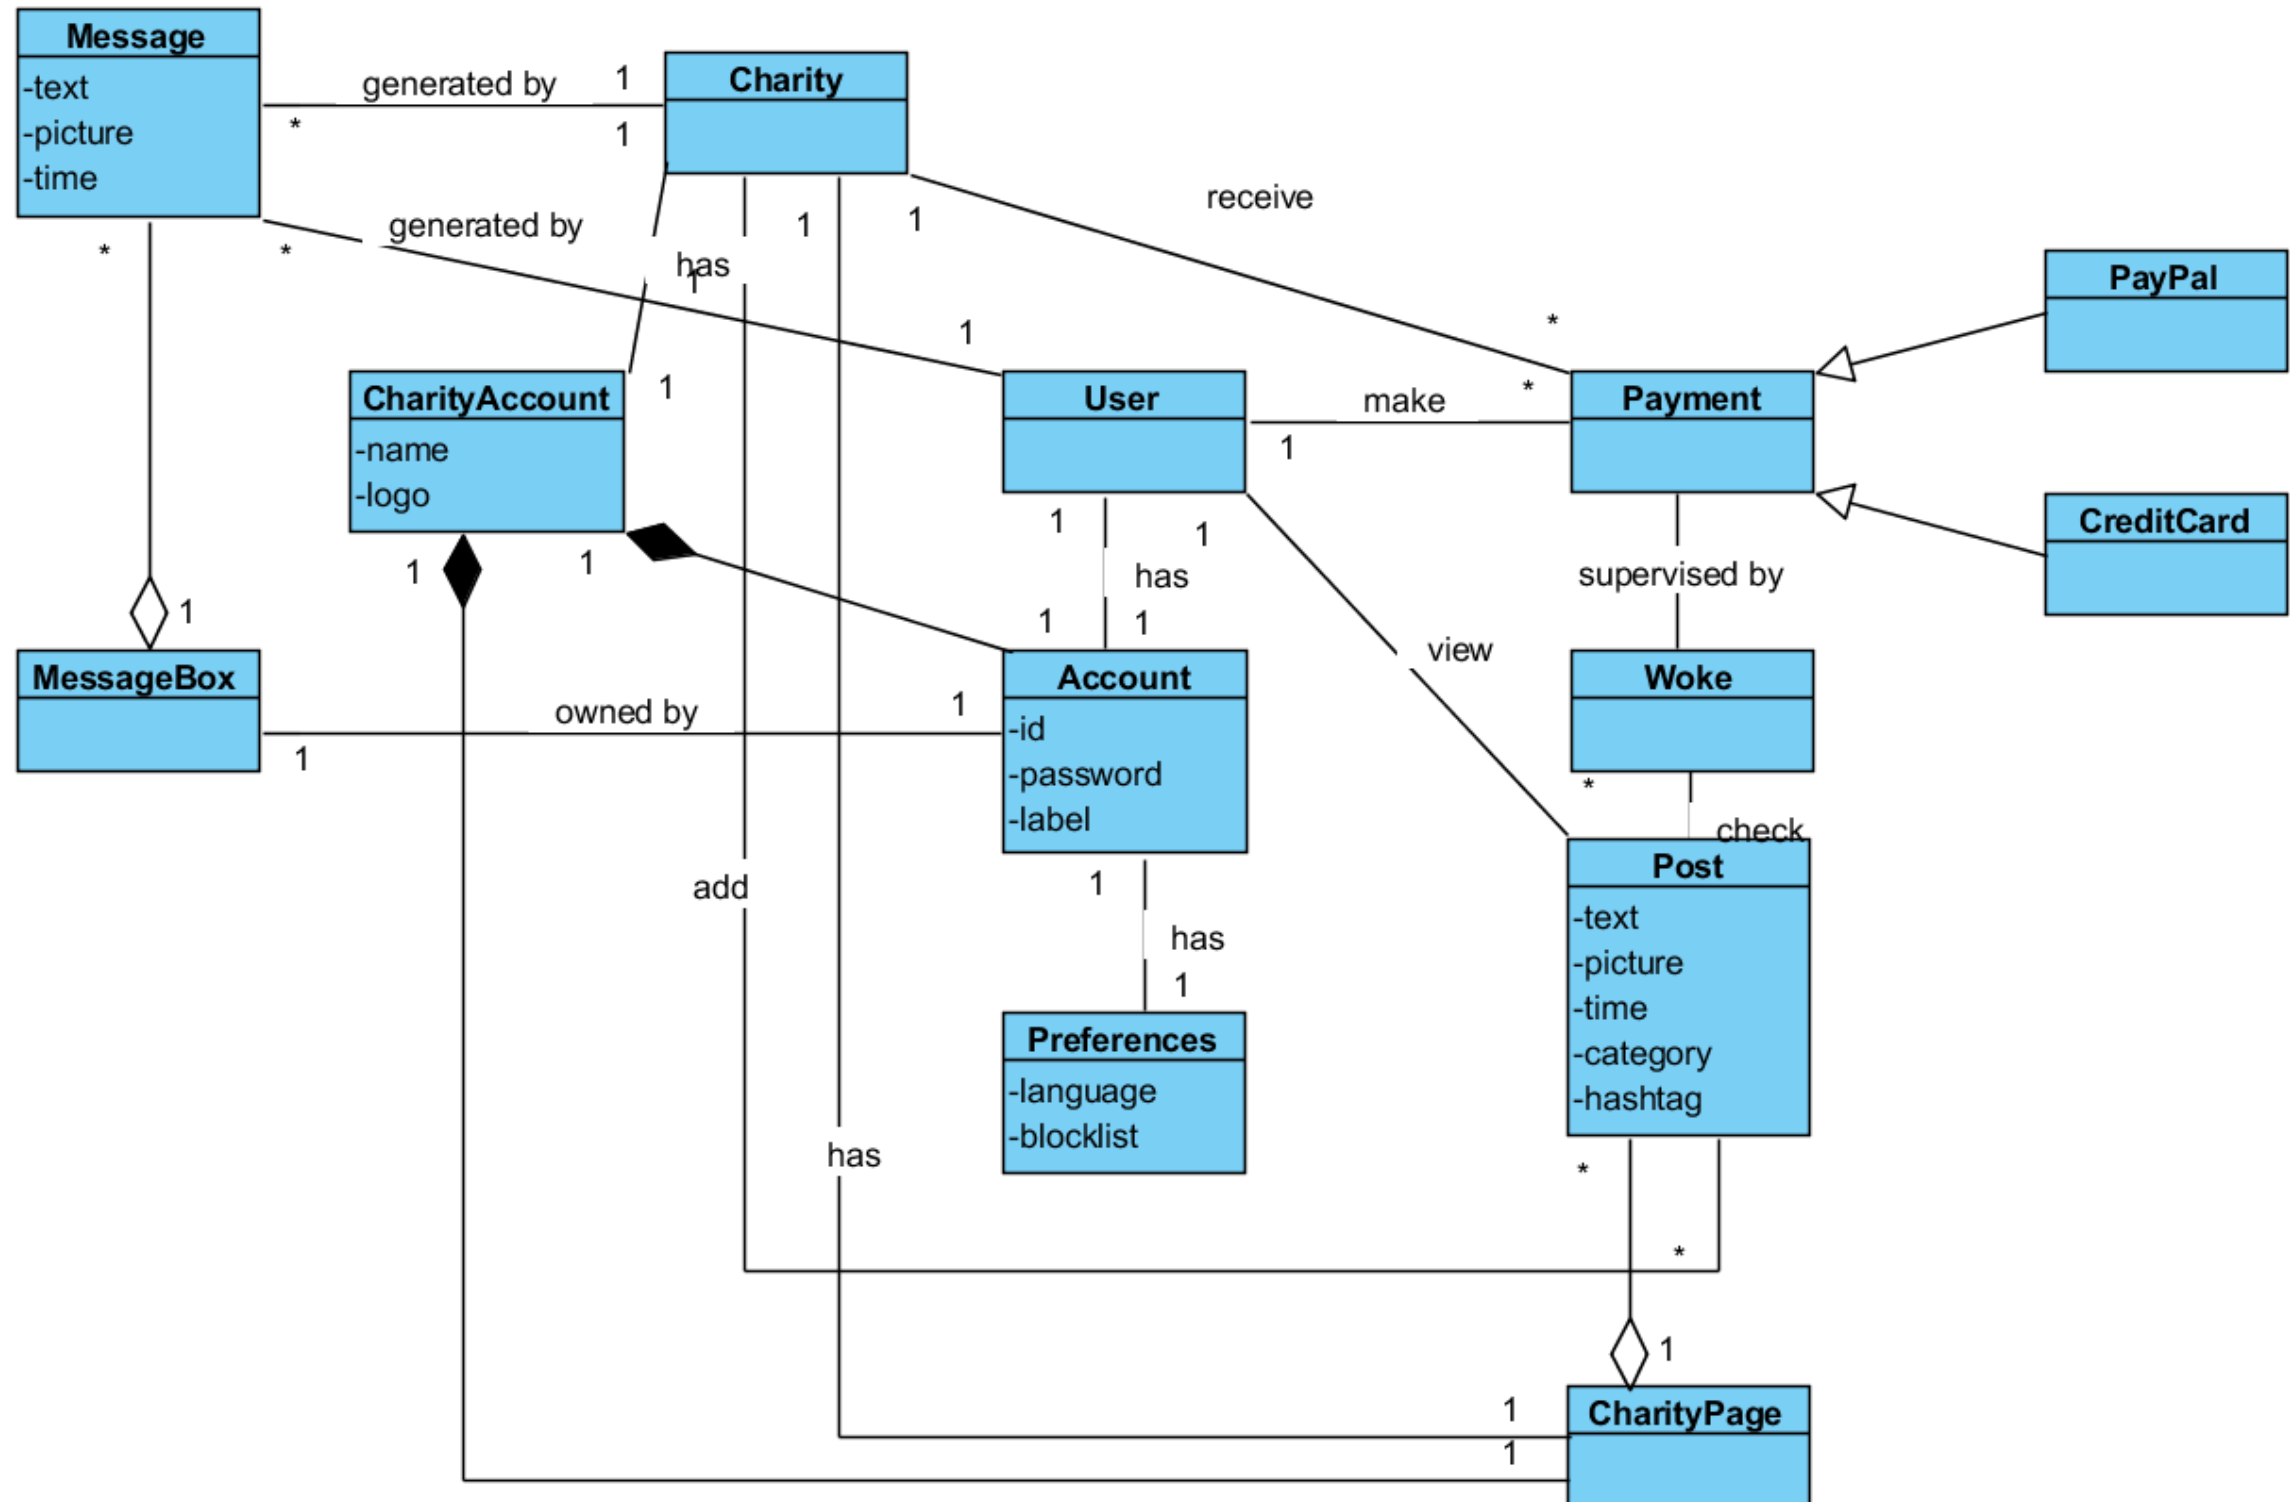 Message
-text
-picture
-time
generated by
1
*
1
Charity
generated by
*
*
has
1
1
1
receive
*
1
PayPal
CharityAccount
-name
-logo
1
User
make
*
1
Payment
CreditCard
1
1
1
1
has
1
1
supervised by
view
1
MessageBox
owned by
1
1
Account
-id
-password
-label
Woke
*
check
add
1
has
1
Post
-text
-picture
-time
-category
-hashtag
Preferences
-language
-blocklist
has
*
*
1
1
1
CharityPage